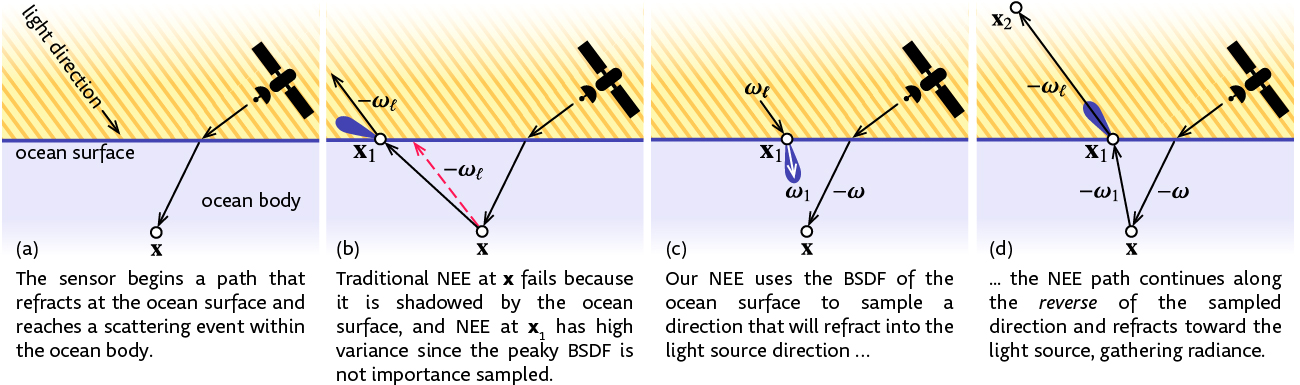 light direction
ocean surface
ocean body
x
(a)
The sensor begins a path that
refracts at the ocean surface and
reaches a scattering event within
the ocean body.
−ωℓ
x1
−ωℓ
x
(b)
Traditional NEE at x fails because
it is shadowed by the ocean
surface, and NEE at x1 has high
variance since the peaky BSDF is
not importance sampled.
ωℓ
x1
ω1
−ω
x
(c)
Our NEE uses the BSDF of the
ocean surface to sample a
direction that will refract into the
light source direction ...
x2
−ωℓ
x1
−ω1
−ω
x
(d)
... the NEE path continues along
the reverse of the sampled
direction and refracts toward the
light source, gathering radiance.